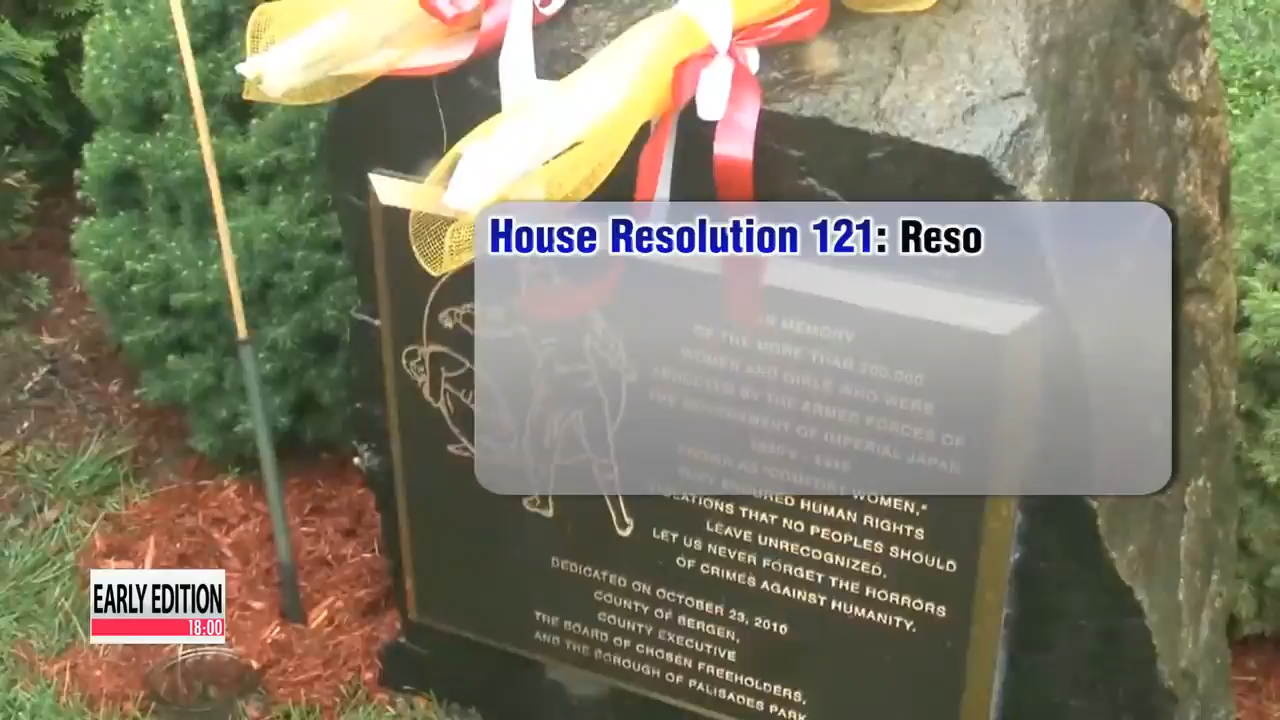 House Resolution 121: Reso
IN MEMORY
OF THE MORE THAN 200,000
WOMEN AND GIRLS WHO WERE
ABDUCTED BY THE ARMED FORCES OF
THE GOVERNMENT OF IMPERIAL JAPAN
1930'S - 1945
KNOWN AS "COMFORT WOMEN,"
THEY ENDURED HUMAN RIGHTS
VIOLATIONS THAT NO PEOPLES SHOULD
LEAVE UNRECOGNIZED.
LET US NEVER FORGET THE HORRORS
OF CRIMES AGAINST HUMANITY.
DEDICATED ON OCTOBER 23, 2010
COUNTY OF BERGEN,
COUNTY EXECUTIVE
THE BOARD OF CHOSEN FREEHOLDERS,
AND THE BOROUGH OF PALISADES PARK
EARLY EDITION
18:00